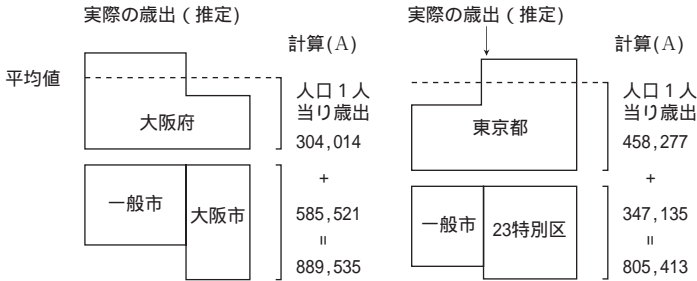 実際の歳出（推定)
計算(A)
平均値
人口１人
当り歳出
大阪府
304,014
+
一般市
大阪市
585,521
=
889,535
実際の歳出（推定)
計算(A)
人口１人
当り歳出
東京都
458,277
+
一般市
23特別区
347,135
=
805,413